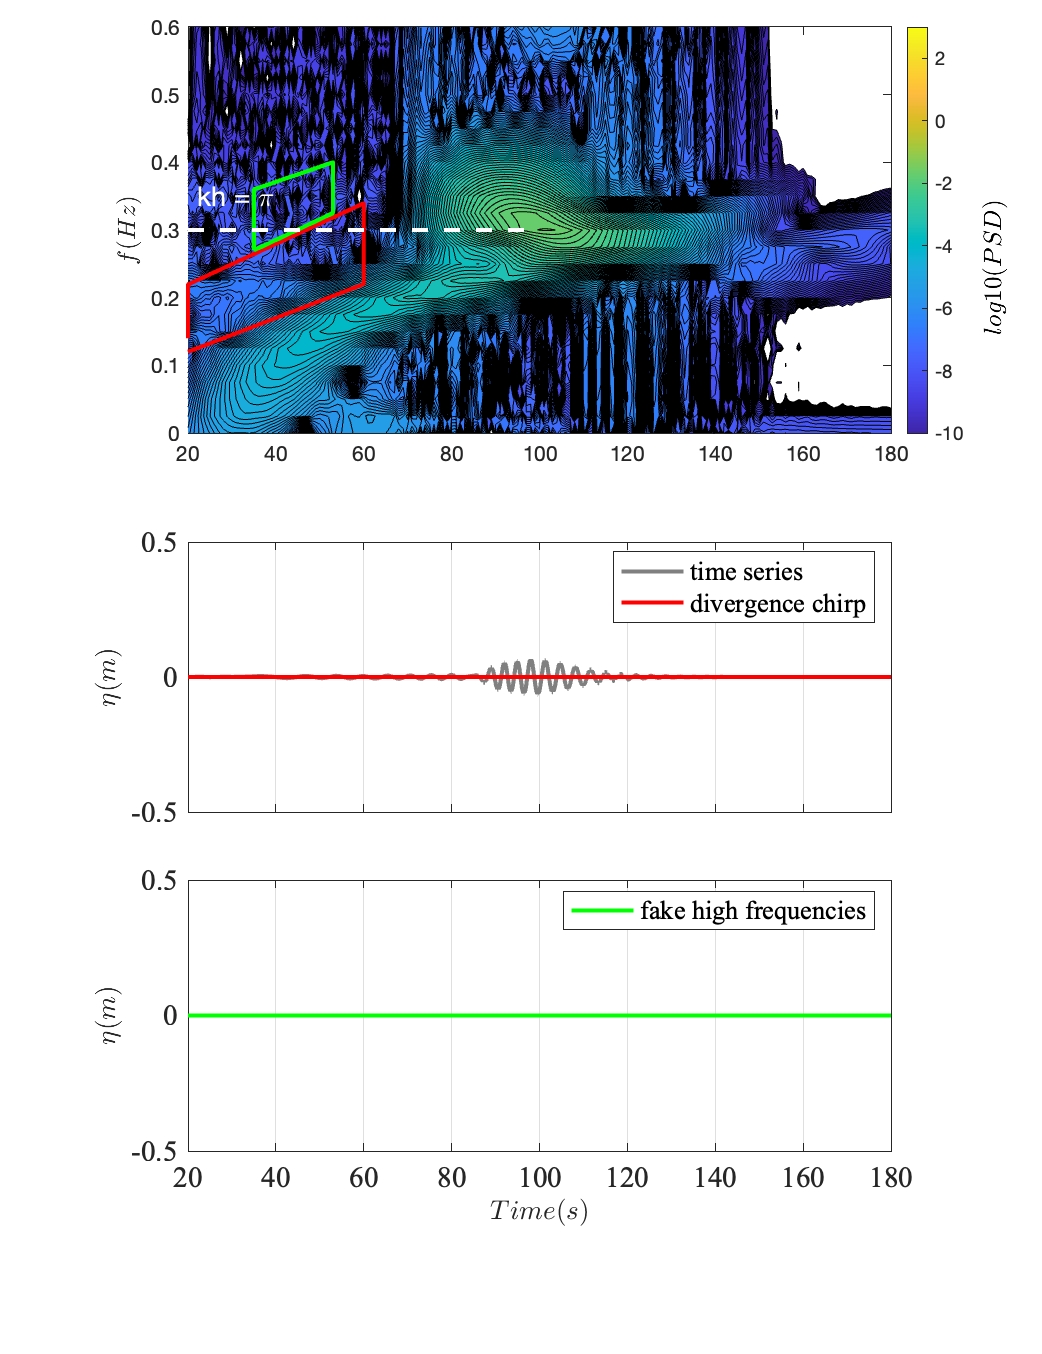 0.6
0.5
0.4
0.3
0.2
0.1
0
f(Hz)
kh = π
20 40 60 80 100 120 140 160 180
2
0
-2
-4
-6
-8
-10
log10(PSD)
0.5
0
-0.5
η(m)
time series
divergence chirp
0.5
0
-0.5
η(m)
fake high frequencies
20 40 60 80 100 120 140 160 180
Time(s)